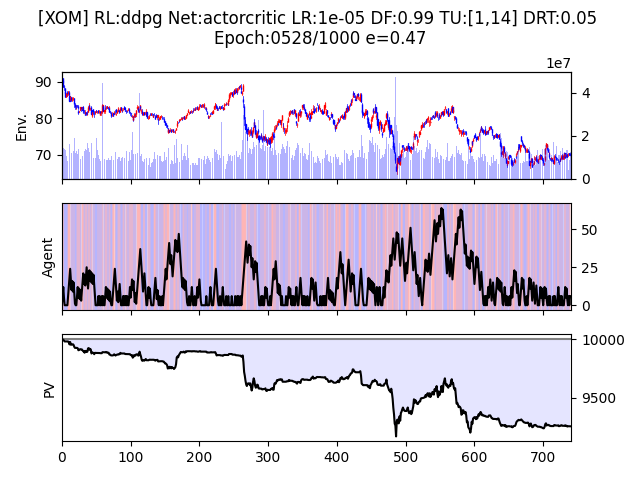 [XOM] RL:ddpg Net:actorcritic LR:1e-05 DF:0.99 TU:[1,14] DRT:0.05
Epoch:0528/1000 e=0.47
1e7
90
80
70
Env.
4
2
0
Agent
50
25
0
PV
10000
9500
0 100 200 300 400 500 600 700